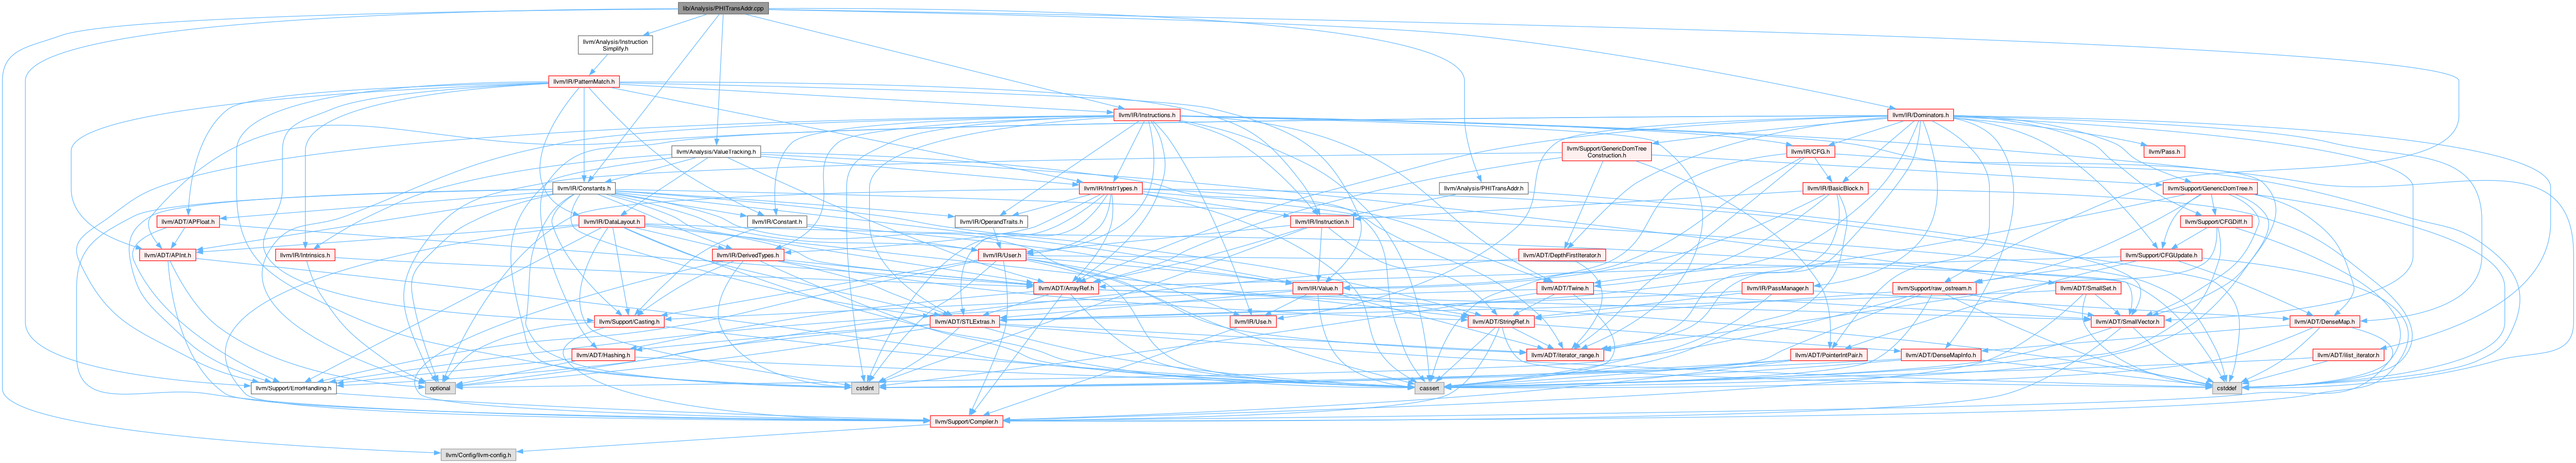 lib/Analysis/PHITransAddr.cpp
llvm/Analysis/Instruction
Simplify.h
llvm/IR/PatternMatch.h
llvm/IR/Instructions.h
llvm/IR/Dominators.h
llvm/Analysis/ValueTracking.h
llvm/Support/GenericDomTree
Construction.h
llvm/IR/CFG.h
llvm/Pass.h
llvm/IR/Constants.h
llvm/IR/InstrTypes.h
llvm/Analysis/PHITransAddr.h
llvm/IR/BasicBlock.h
llvm/Support/GenericDomTree.h
llvm/ADT/APFloat.h
llvm/IR/DataLayout.h
llvm/IR/Constant.h
llvm/IR/OperandTraits.h
llvm/IR/Instruction.h
llvm/Support/CFGDiff.h
llvm/ADT/APInt.h
llvm/IR/Intrinsics.h
llvm/IR/DerivedTypes.h
llvm/IR/User.h
llvm/ADT/DepthFirstIterator.h
llvm/Support/CFGUpdate.h
llvm/ADT/ArrayRef.h
llvm/IR/Value.h
llvm/ADT/Twine.h
llvm/IR/PassManager.h
llvm/Support/raw_ostream.h
llvm/ADT/SmallSet.h
llvm/Support/Casting.h
llvm/ADT/STLExtras.h
llvm/IR/Use.h
llvm/ADT/StringRef.h
llvm/ADT/SmallVector.h
llvm/ADT/DenseMap.h
llvm/ADT/Hashing.h
llvm/ADT/iterator_range.h
llvm/ADT/PointerIntPair.h
llvm/ADT/DenseMapInfo.h
llvm/ADT/ilist_iterator.h
llvm/Support/ErrorHandling.h
optional
cstdint
cassert
cstddef
llvm/Support/Compiler.h
llvm/Config/llvm-config.h